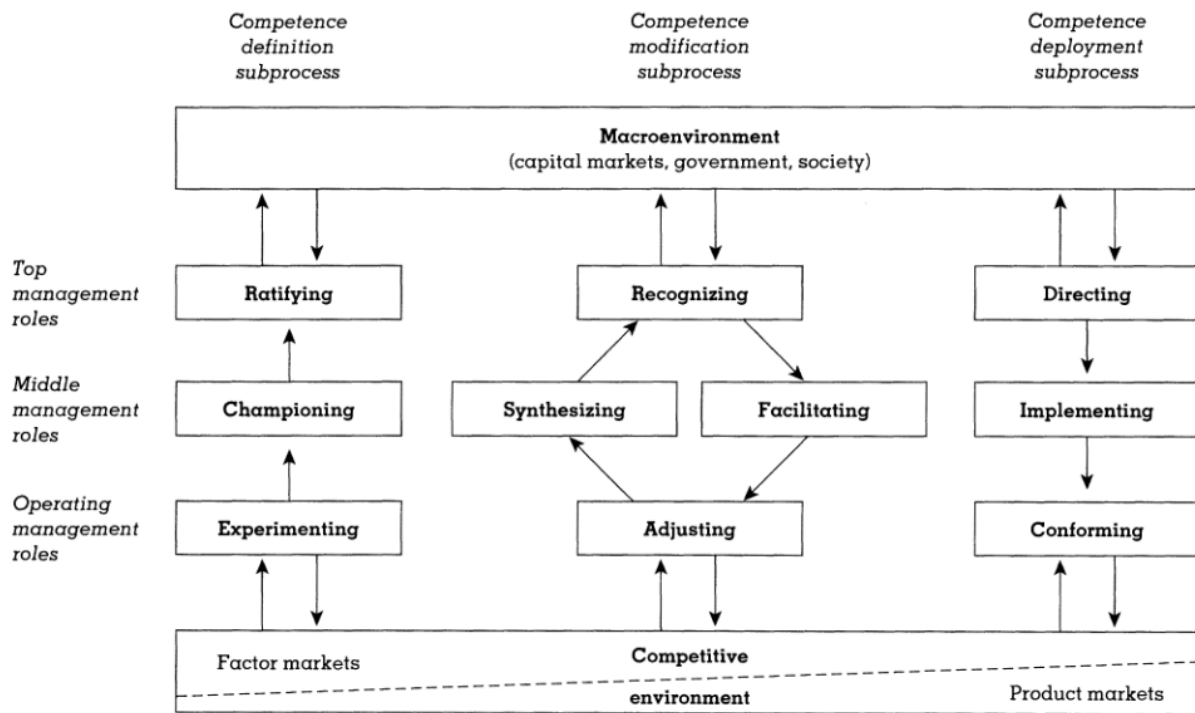 Competence
definition
subprocess
Competence
modification
subprocess
Competence
deployment
subprocess
Macroenvironment
(capital markets, government, society)
Top
management
roles
Ratifying
Recognizing
Directing
Middle
management
roles
Championing
Synthesizing
Facilitating
Implementing
Operating
management
roles
Experimenting
Adjusting
Conforming
Factor markets
Competitive
environment
Product markets